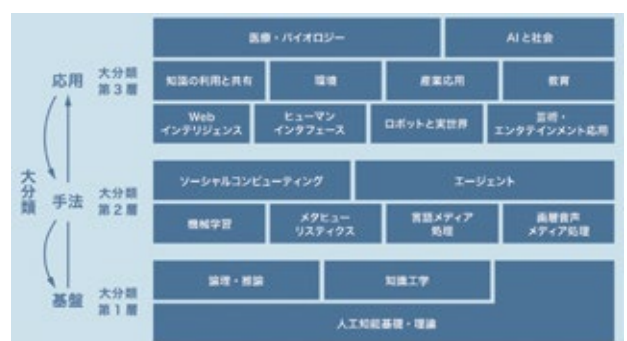 医療・バイオロジー
AIと社会
応用
大分類
第3層
知識の利用と共有
環境
産業応用
教育
Web
インテリジェンス
ヒューマン
インタフェース
ロボットと実世界
芸術・
エンタテインメント応用
大分類
手法
大分類
第2層
ソーシャルコンピューティング
エージェント
機械学習
メタヒュー
リスティクス
言語メディア
処理
画層音声
メディア処理
基盤
大分類
第1層
論理・推論
知識工学
人工知能基礎・理論